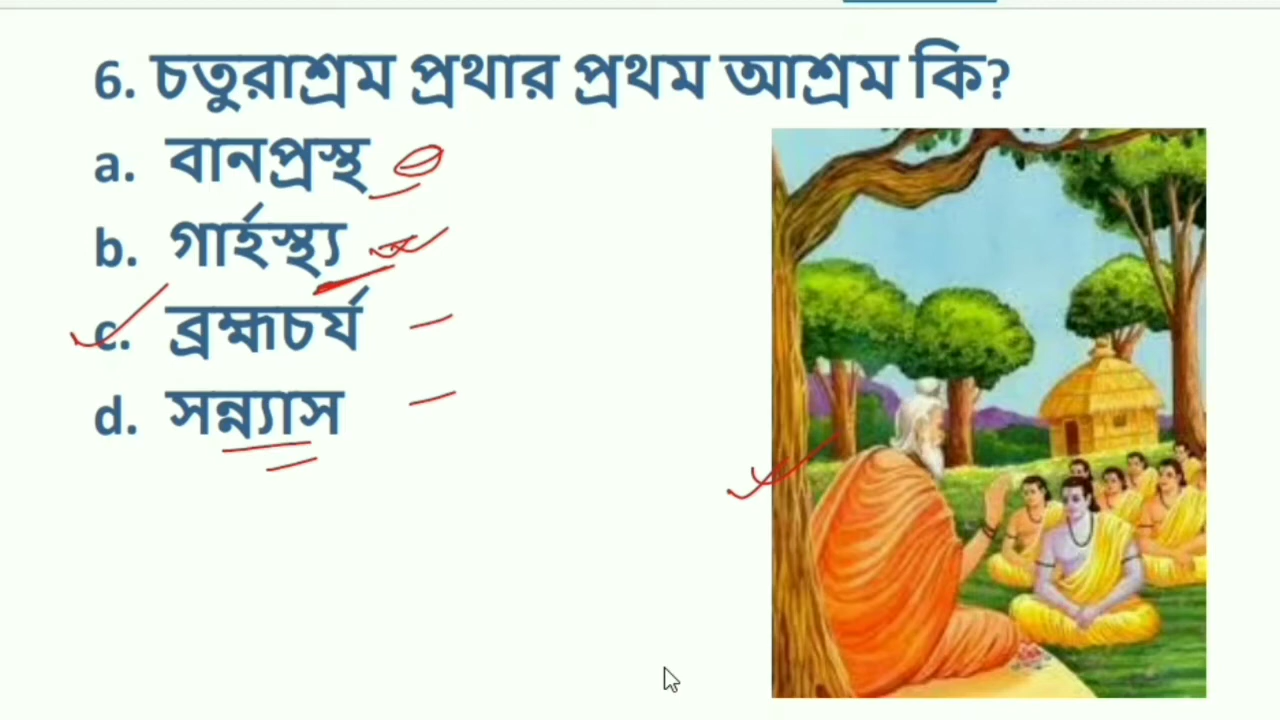 6. চতুরাশ্রম প্রথার প্রথম আশ্রম কি?
a. বানপ্রস্থ
b. গার্হস্থ্য
c. ব্রহ্মচর্য
d. সন্ন্যাস